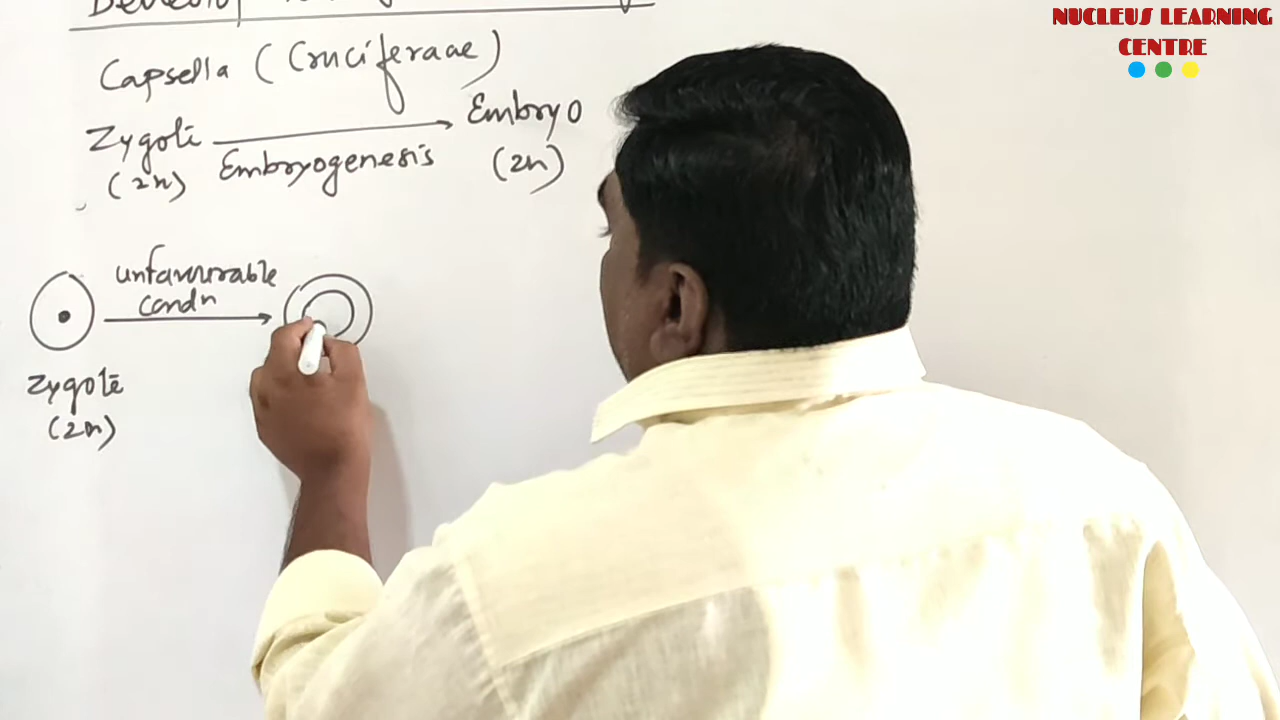 NUCLEUS LEARNING
CENTRE
Capsella (Cruciferae)
Zygote Embryo
(2n) Embryogenesis (2n)
unfavourable
condn
Zygote
(2n)